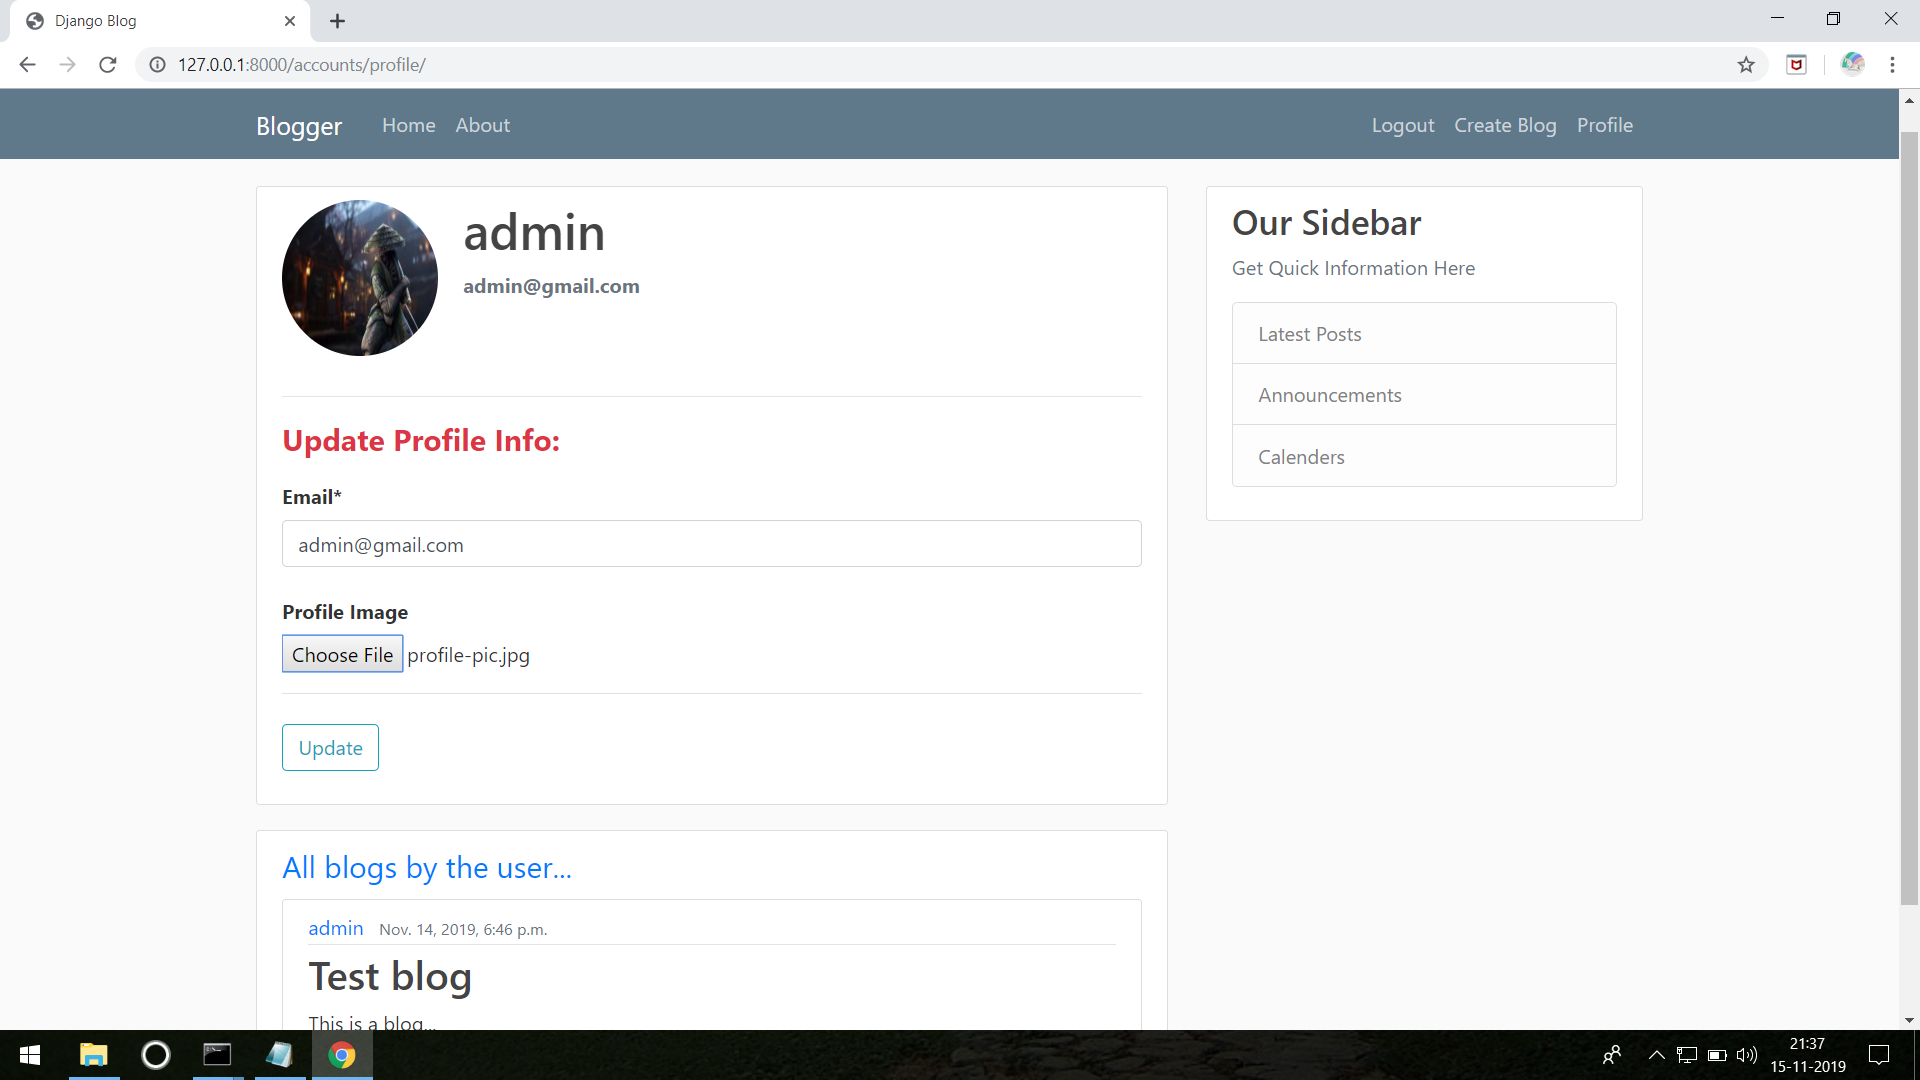 Django Blog
127.0.0.1:8000/accounts/profile/
Blogger Home About Logout Create Blog Profile
admin
admin@gmail.com
Update Profile Info:
Email*
admin@gmail.com
Profile Image
Choose File profile-pic.jpg
Update
All blogs by the user...
admin Nov. 14, 2019, 6:46 p.m.
Test blog
This is a blog...
Our Sidebar
Get Quick Information Here
Latest Posts
Announcements
Calenders
21:37
15-11-2019